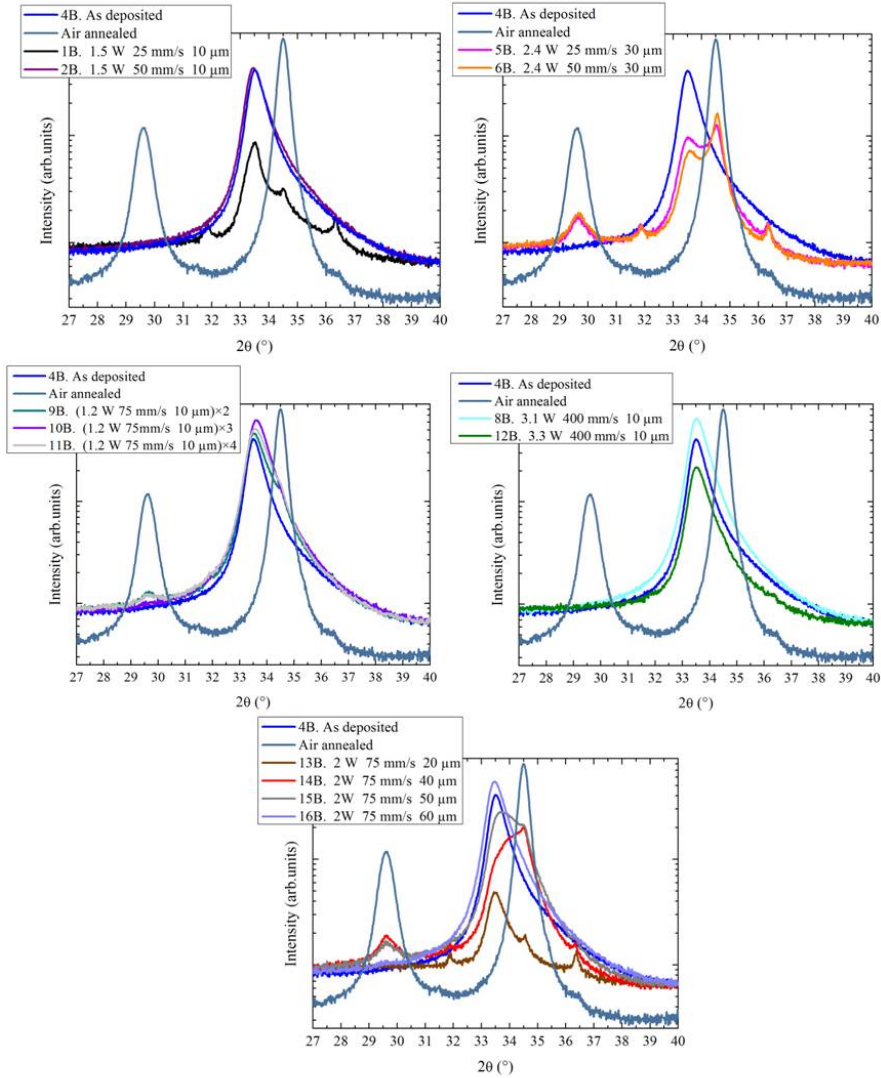 4B. As deposited
Air annealed
1B. 1.5 W 25 mm/s 10 µm
2B. 1.5 W 50 mm/s 10 µm
Intensity (arb.units)
27 28 29 30 31 32 33 34 35 36 37 38 39 40
2θ (°)
4B. As deposited
Air annealed
5B. 2.4 W 25 mm/s 30 µm
6B. 2.4 W 50 mm/s 30 µm
Intensity (arb.units)
27 28 29 30 31 32 33 34 35 36 37 38 39 40
2θ (°)
4B. As deposited
Air annealed
9B. (1.2 W 75 mm/s 10 µm)×2
10B. (1.2 W 75mm/s 10 µm)×3
11B. (1.2 W 75 mm/s 10 µm)×4
Intensity (arb.units)
27 28 29 30 31 32 33 34 35 36 37 38 39 40
2θ (°)
4B. As deposited
Air annealed
8B. 3.1 W 400 mm/s 10 µm
12B. 3.3 W 400 mm/s 10 µm
Intensity (arb.units)
27 28 29 30 31 32 33 34 35 36 37 38 39 40
2θ (°)
4B. As deposited
Air annealed
13B. 2 W 75 mm/s 20 µm
14B. 2W 75 mm/s 40 µm
15B. 2W 75 mm/s 50 µm
16B. 2W 75 mm/s 60 µm
Intensity (arb.units)
27 28 29 30 31 32 33 34 35 36 37 38 39 40
2θ (°)